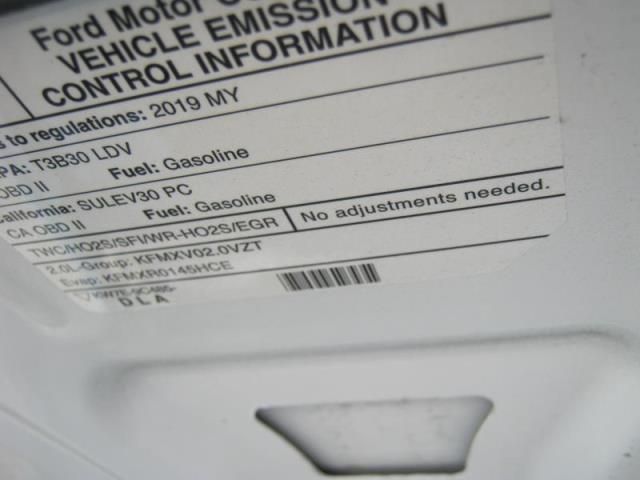 Ford Motor
VEHICLE EMISSION
CONTROL INFORMATION
s to regulations: 2019 MY
PA: T3B30 LDV
OBD II Fuel: Gasoline
alifornia: SULEV30 PC
CA OBD II Fuel: Gasoline
TWC/HO2S/SFI/WR-HO2S/EGR
No adjustments needed.
2.0L-Group: KFMXV02.0VZT
Evap: KFMXR0145HCE
DLA